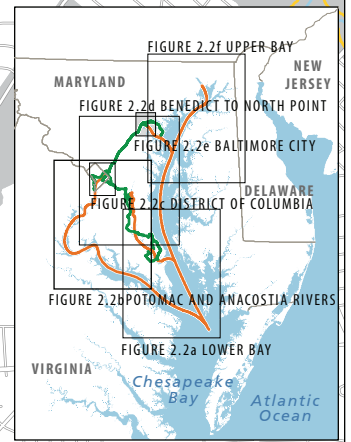 FIGURE 2.2f UPPER BAY
NEW
JERSEY
MARYLAND
FIGURE 2.2d BENEDICT TO NORTH POINT
FIGURE 2.2e BALTIMORE CITY
DELAWARE
FIGURE 2.2c DISTRICT OF COLUMBIA
FIGURE 2.2bPOTOMAC AND ANACOSTIA RIVERS
FIGURE 2.2a LOWER BAY
VIRGINIA
Chesapeake
Bay
Atlantic
Ocean